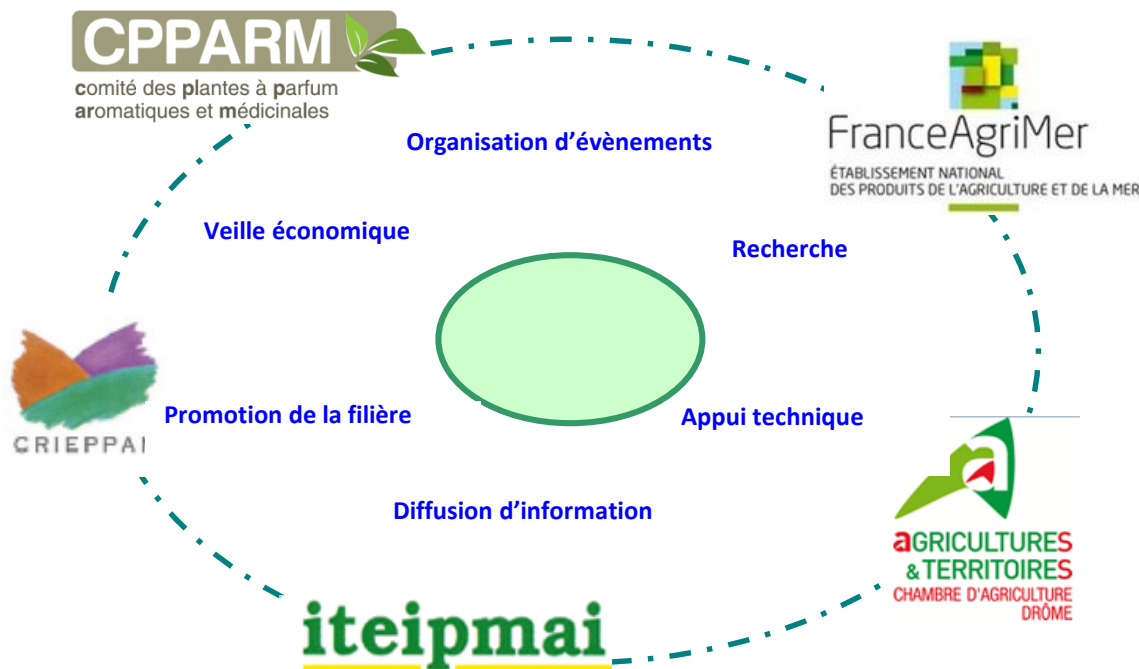 CPPARM
comité des plantes à parfum
aromatiques et médicinales
FranceAgriMer
ÉTABLISSEMENT NATIONAL
DES PRODUITS DE L'AGRICULTURE ET DE LA MER
Organisation d'évènements
Veille économique
Recherche
CRIEPPA
Promotion de la filière
Appui technique
Diffusion d'information
a
aGRICULTURES
& TERRITOIRES
CHAMBRE D'AGRICULTURE
DRÔME
iteipmai